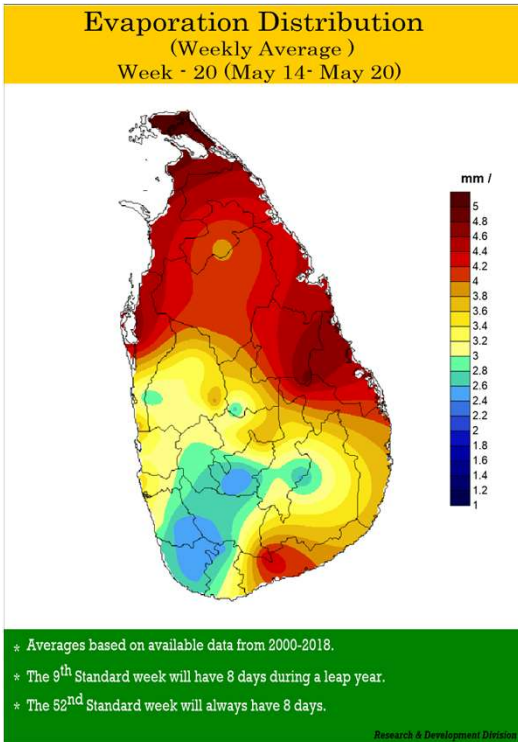 Evaporation Distribution
(Weekly Average )
Week - 20 (May 14- May 20)
mm /
5
4.8
4.6
4.4
4.2
4
3.8
3.6
3.4
3.2
3
2.8
2.6
2.4
2.2
2
1.8
1.6
1.4
1.2
1
* Averages based on available data from 2000-2018.
* The 9th Standard week will have 8 days during a leap year.
* The 52nd Standard week will always have 8 days.
Research & Development Division